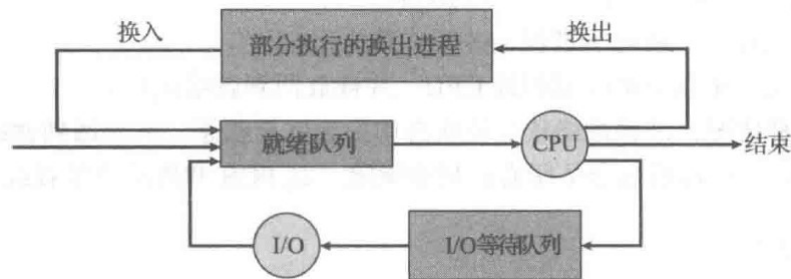 换入
部分执行的换出进程
换出
就绪队列
CPU
结束
I/O
I/O等待队列